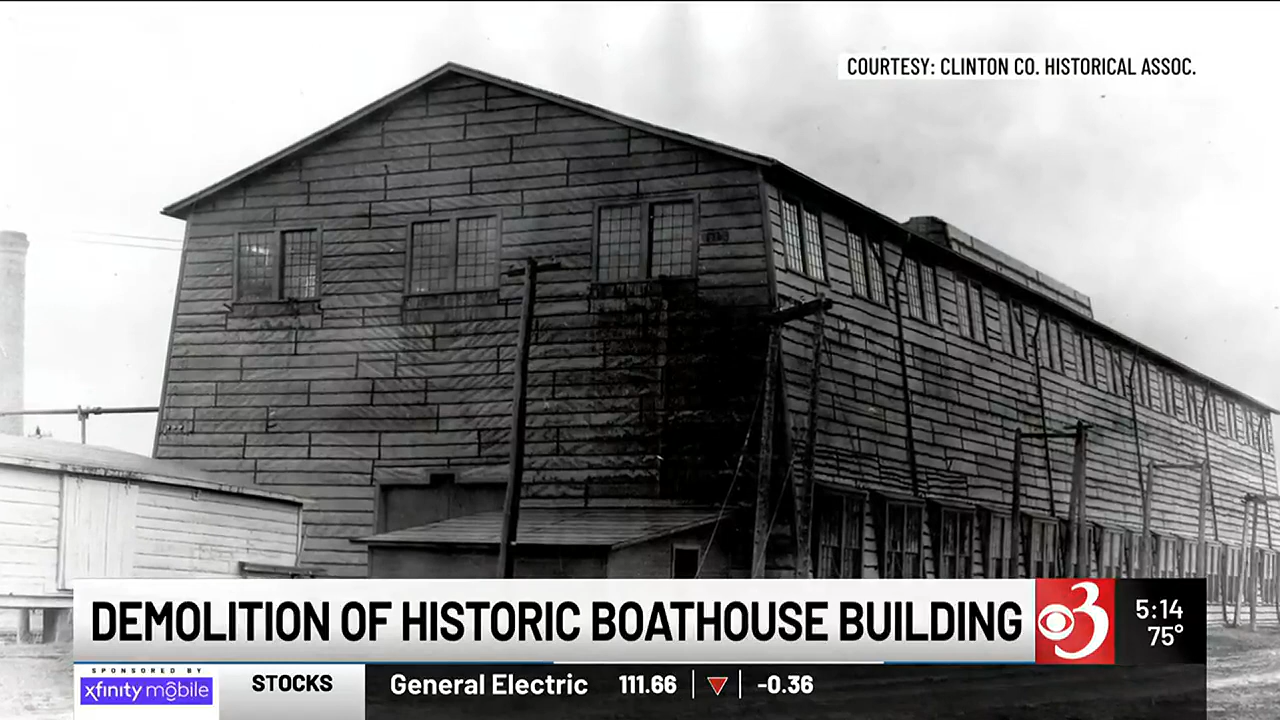 COURTESY: CLINTON CO. HISTORICAL ASSOC.
DEMOLITION OF HISTORIC BOATHOUSE BUILDING
3
5:14
75°
SPONSORED BY
xfinity mobile
STOCKS
General Electric 111.66 -0.36